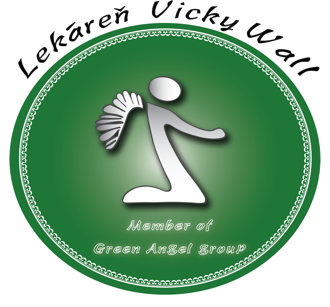 Lekáreň Vicky Wall
Member of
Green Angel group